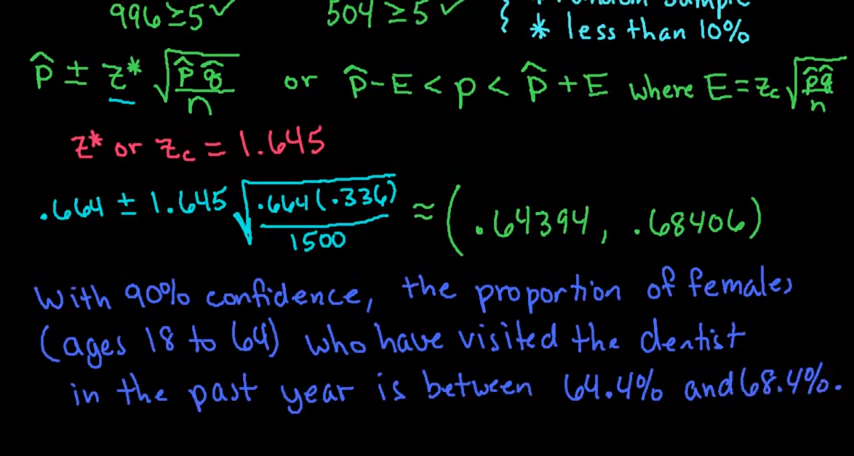 996 ≥ 5 ✓ 504 ≥ 5 ✓
* less than 10%
p̂ ± z* √(p̂ q̂ / n) or p̂ - E < p < p̂ + E where E = z_c √(p̂ q̂ / n)
z* or z_c = 1.645
.664 ± 1.645 √(.664(.336) / 1500) ≈ (.64394, .68406)
With 90% confidence, the proportion of females
(ages 18 to 64) who have visited the dentist
in the past year is between 64.4% and 68.4%.